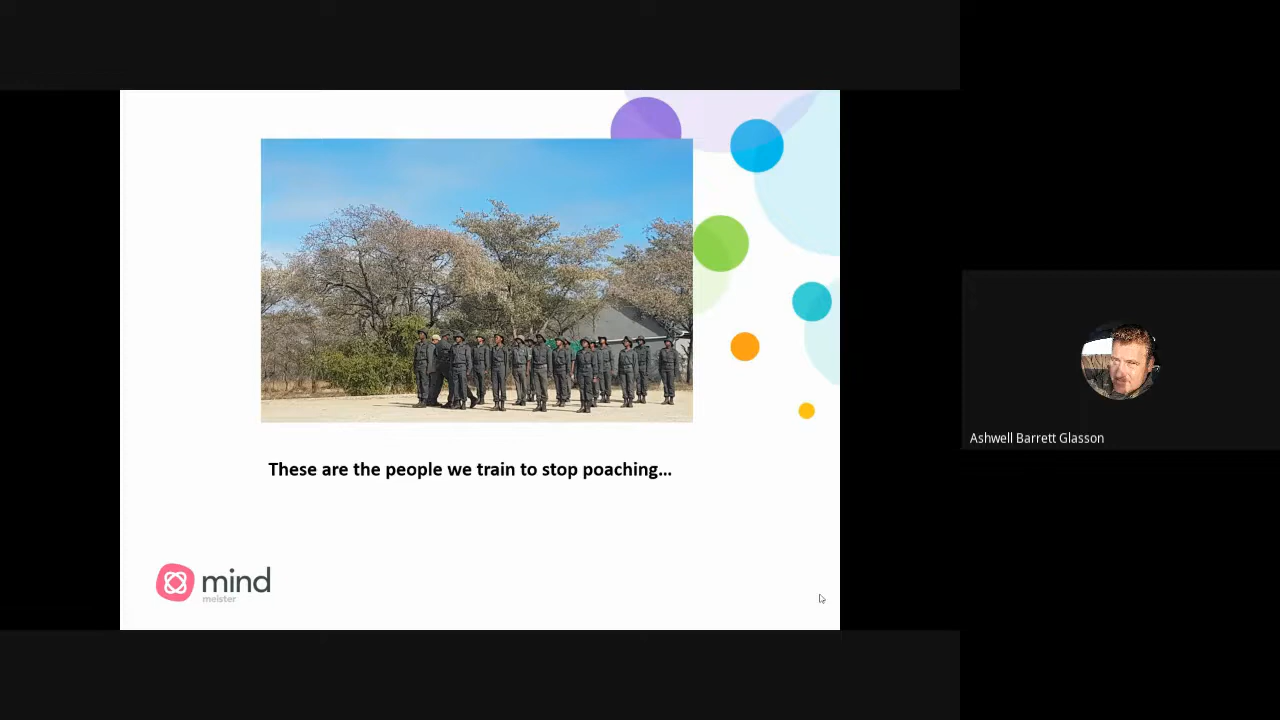 These are the people we train to stop poaching...
mind
meister
Ashwell Barrett Glasson